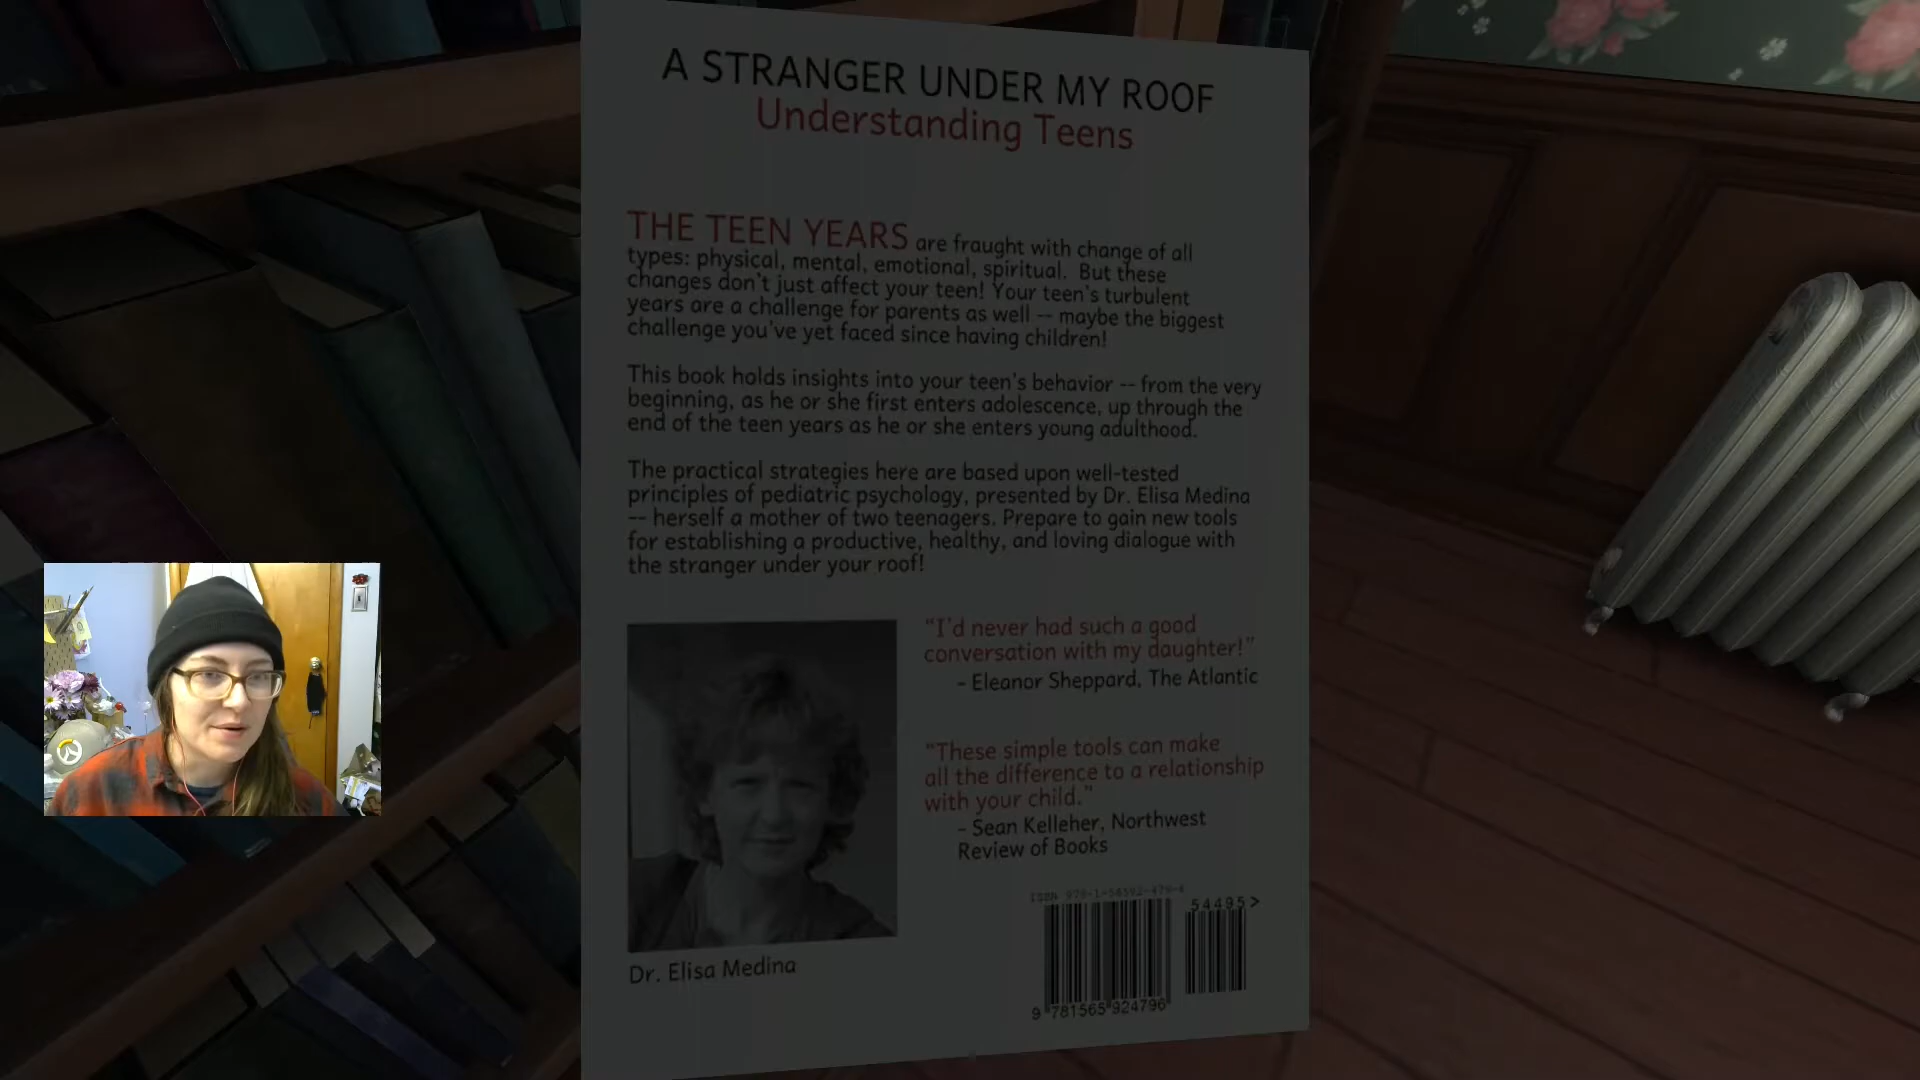 A STRANGER UNDER MY ROOF
Understanding Teens
THE TEEN YEARS are fraught with change of all
types: physical, mental, emotional, spiritual. But these
changes don't just affect your teen! Your teen's turbulent
years are a challenge for parents as well -- maybe the biggest
challenge you've yet faced since having children!
This book holds insights into your teen's behavior -- from the very
beginning, as he or she first enters adolescence, up through the
end of the teen years as he or she enters young adulthood.
The practical strategies here are based upon well-tested
principles of pediatric psychology, presented by Dr. Elisa Medina
-- herself a mother of two teenagers. Prepare to gain new tools
for establishing a productive, healthy, and loving dialogue with
the stranger under your roof!
"I'd never had such a good
conversation with my daughter!"
- Eleanor Sheppard, The Atlantic
"These simple tools can make
all the difference to a relationship
with your child."
- Sean Kelleher, Northwest
Review of Books
Dr. Elisa Medina
ISBN 978-1-56592-479-6
54495>
9 781565 924796